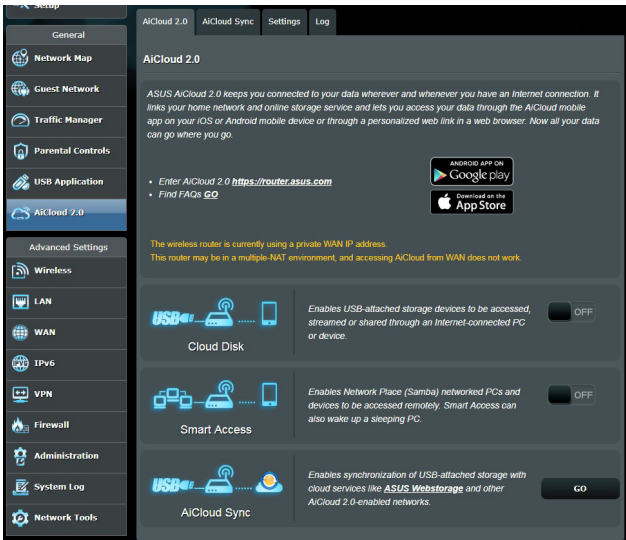 Setup
General
Network Map
Guest Network
Traffic Manager
Parental Controls
USB Application
AiCloud 2.0
Advanced Settings
Wireless
LAN
WAN
IPv6
VPN
Firewall
Administration
System Log
Network Tools
AiCloud 2.0 AiCloud Sync Settings Log
AiCloud 2.0
ASUS AiCloud 2.0 keeps you connected to your data wherever and whenever you have an Internet connection. It
links your home network and online storage service and lets you access your data through the AiCloud mobile
app on your iOS or Android mobile device or through a personalized web link in a web browser. Now all your data
can go where you go.
• Enter AiCloud 2.0 https://router.asus.com
• Find FAQs GO
ANDROID APP ON
Google play
Download on the
App Store
The wireless router is currently using a private WAN IP address.
This router may be in a multiple-NAT environment, and accessing AiCloud from WAN does not work.
USB
Cloud Disk
Enables USB-attached storage devices to be accessed,
streamed or shared through an Internet-connected PC
or device.
OFF
Smart Access
Enables Network Place (Samba) networked PCs and
devices to be accessed remotely. Smart Access can
also wake up a sleeping PC.
OFF
USB
AiCloud Sync
Enables synchronization of USB-attached storage with
cloud services like ASUS Webstorage and other
AiCloud 2.0-enabled networks.
GO